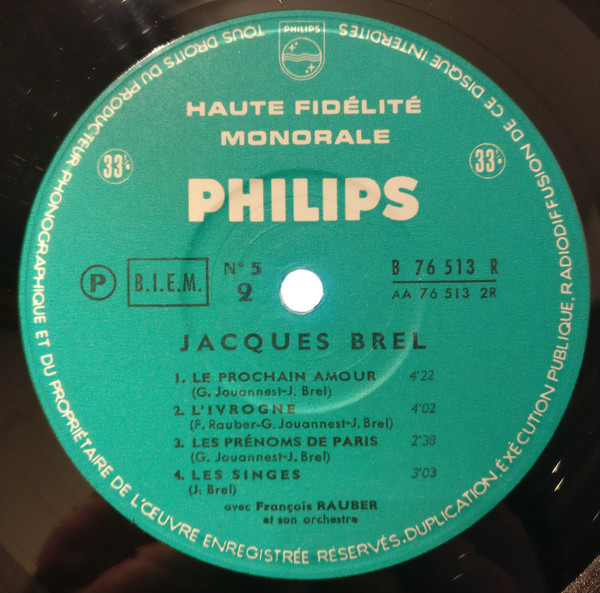 PHILIPS
HAUTE FIDÉLITÉ
MONORALE
33⅓
33⅓
PHILIPS
P
B.I.E.M.
N° 5
2
B 76 513 R
AA 76 513 2R
JACQUES BREL
1. LE PROCHAIN AMOUR 4'22
(G. Jouannest-J. Brel)
2. L'IVROGNE 4'02
(F. Rauber-G. Jouannest-J. Brel)
3. LES PRÉNOMS DE PARIS 2'38
(G. Jouannest-J. Brel)
4. LES SINGES 3'03
(J. Brel)
avec François RAUBER
et son orchestre
TOUS DROITS DU PRODUCTEUR PHONOGRAPHIQUE ET DU PROPRIÉTAIRE DE L'ŒUVRE ENREGISTRÉE RÉSERVÉS. DUPLICATION, EXÉCUTION PUBLIQUE, RADIODIFFUSION DE CE DISQUE INTERDITES